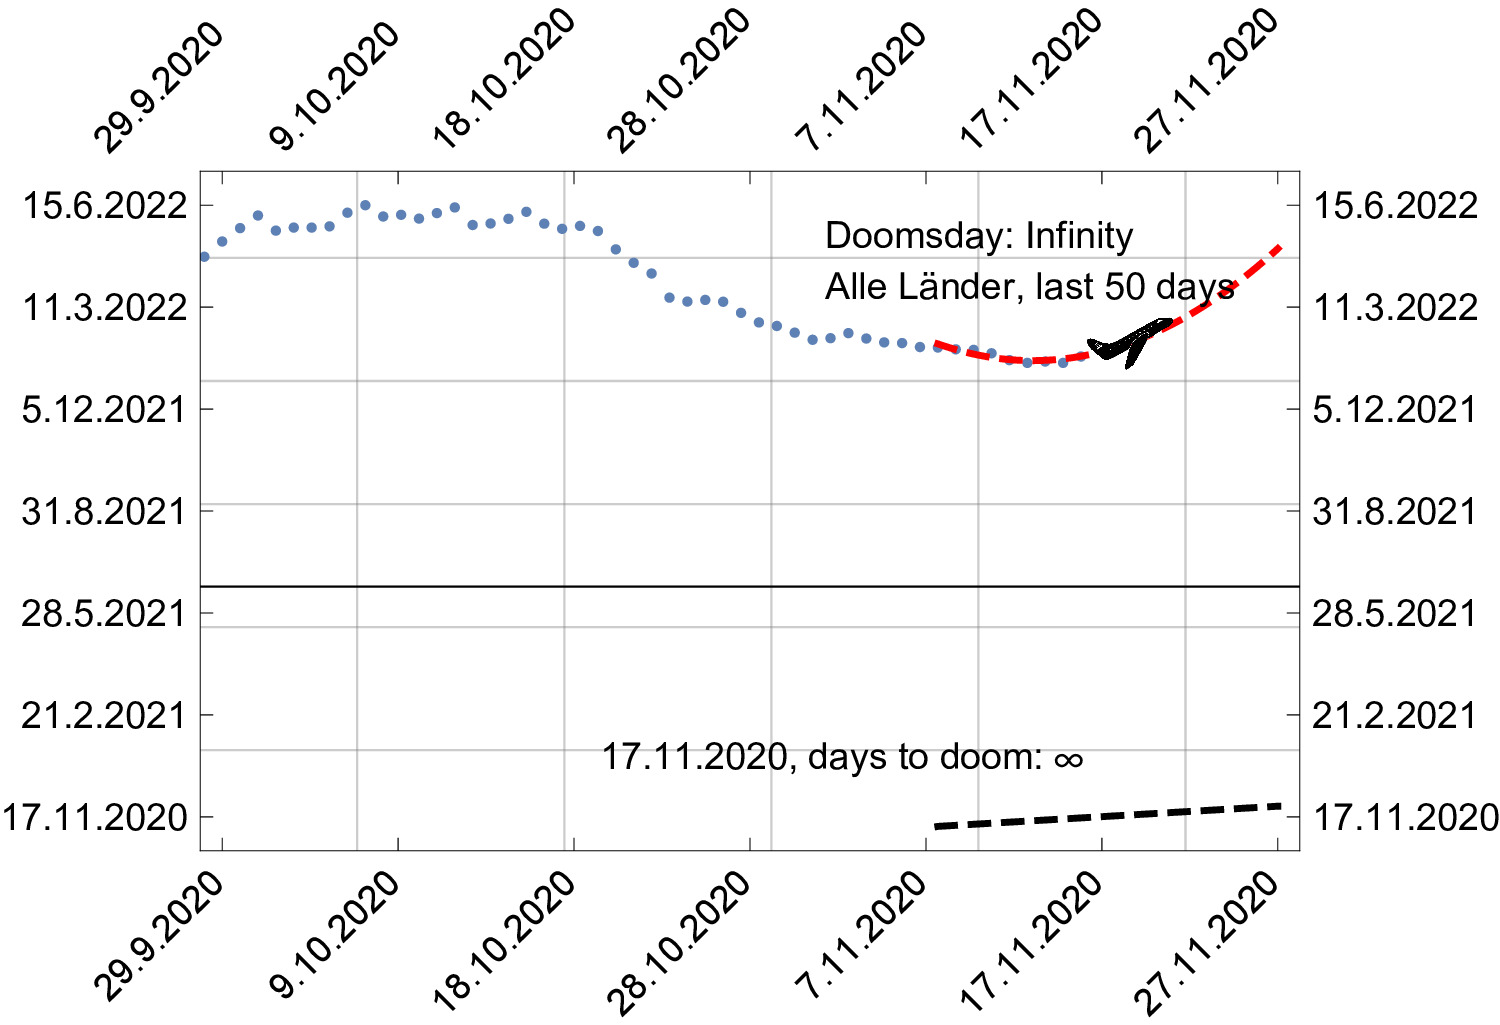 29.9.2020 9.10.2020 18.10.2020 28.10.2020 7.11.2020 17.11.2020 27.11.2020
15.6.2022 15.6.2022
Doomsday: Infinity
Alle Länder, last 50 days
11.3.2022 11.3.2022
5.12.2021 5.12.2021
31.8.2021 31.8.2021
28.5.2021 28.5.2021
21.2.2021 21.2.2021
17.11.2020, days to doom: ∞
17.11.2020 17.11.2020
29.9.2020 9.10.2020 18.10.2020 28.10.2020 7.11.2020 17.11.2020 27.11.2020